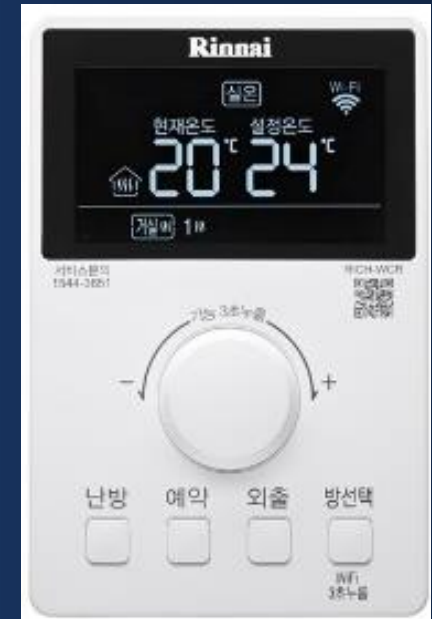 Rinnai
실온
Wi-Fi
현재온도 설정온도
20℃ 24℃
거실 1
서비스문의
1544-3651
기능 3초누름
- +
난방 예약 외출 방선택
WiFi
3초누름